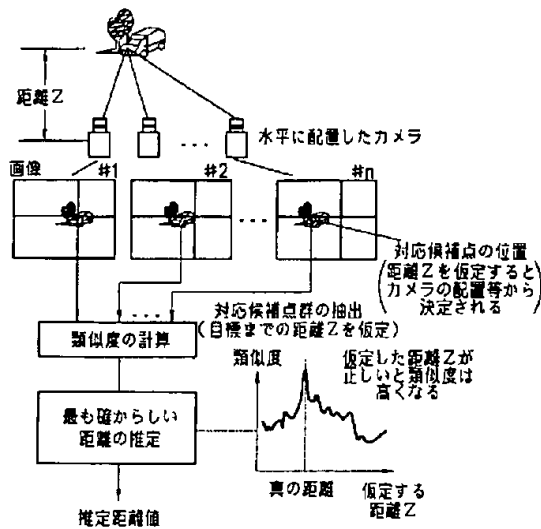 距離Z
水平に配置したカメラ
画像
#1
#2
#n
対応候補点の位置
(距離Zを仮定すると
カメラの配置等から
決定される)
対応候補点群の抽出
(目標までの距離Zを仮定)
類似度の計算
類似度
仮定した距離Zが
正しいと類似度は
高くなる
最も確からしい
距離の推定
真の距離
仮定する
距離Z
推定距離値